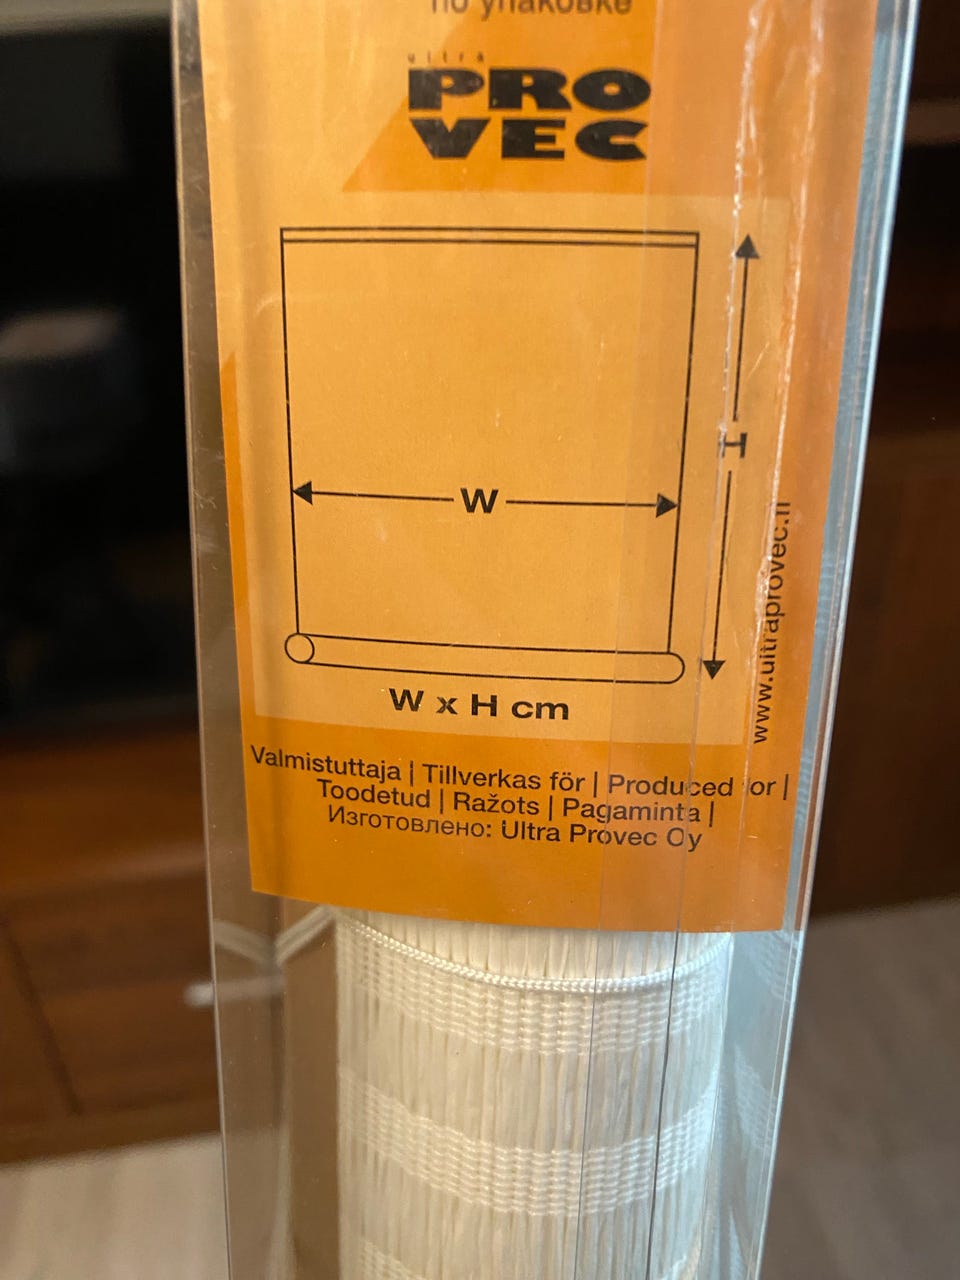 по упаковке
ultra
PRO
VEC
H
W
W x H cm
www.ultraprovec.fi
Valmistuttaja | Tillverkas för | Produced for |
Toodetud | Ražots | Pagaminta |
Изготовлено: Ultra Provec Oy